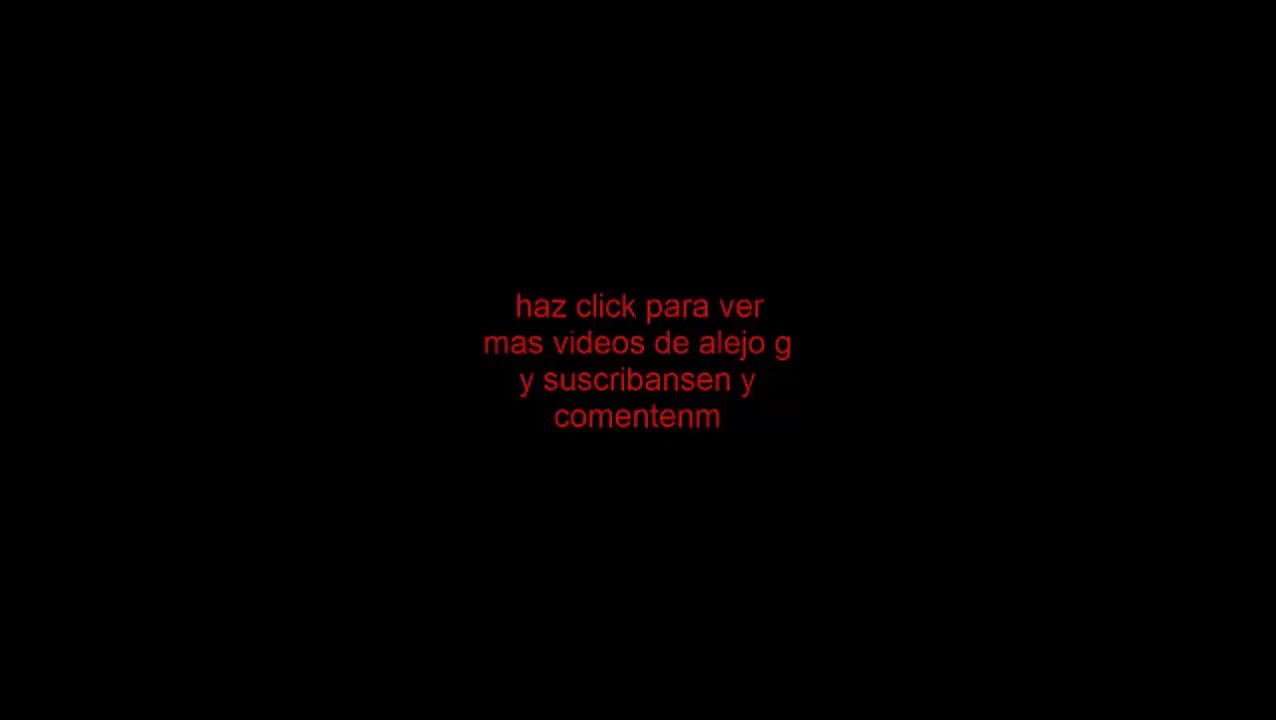 haz click para ver
mas videos de alejo g
y suscribansen y
comentenm